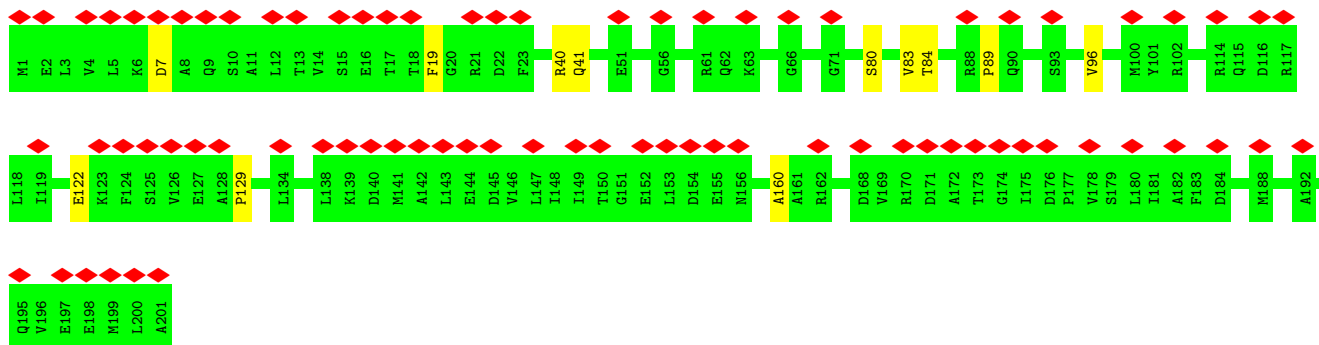 M1 E2 L3 V4 L5 K6 D7 A8 Q9 S10 A11 L12 T13 V14 S15 E16 T17 T18 F19 G20 R21 D22 F23 R40 Q41 E51 G56 R61 Q62 K63 G66 G71 S80 V83 T84 R88 P89 Q90 S93 V96 M100 Y101 R102 R114 Q115 D116 R117
L118 I119 E122 K123 F124 S125 V126 E127 A128 P129 L134 L138 K139 D140 M141 A142 L143 E144 D145 V146 L147 I148 I149 T150 G151 E152 L153 D154 E155 N156 A160 A161 R162 D168 V169 R170 D171 A172 T173 G174 I175 D176 P177 V178 S179 L180 I181 A182 F183 D184 M188 A192
Q195 V196 E197 E198 M199 L200 A201